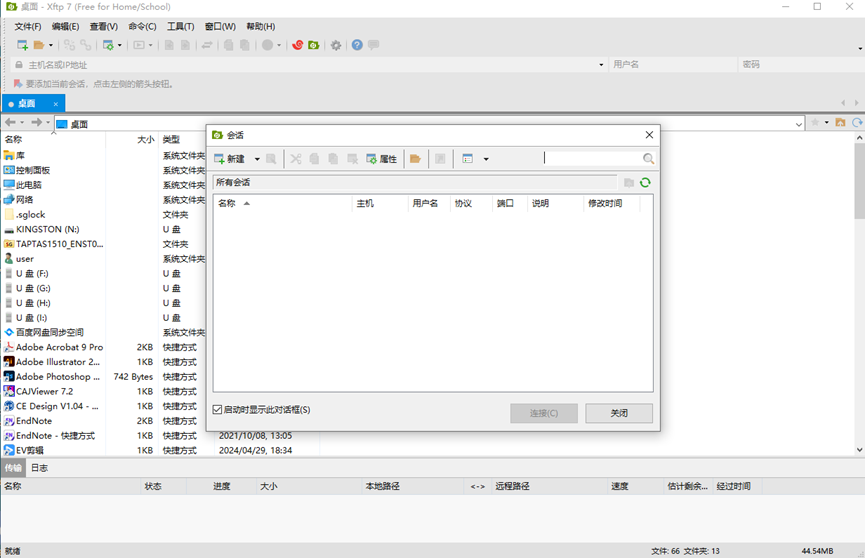 桌面 - Xftp 7 (Free for Home/School)
文件(F) 编辑(E) 查看(V) 命令(C) 工具(T) 窗口(W) 帮助(H)
主机名或IP地址 用户名 密码
要添加当前会话，点击左侧的箭头按钮。
桌面 ×
桌面
名称 大小 类型
库 系统文件夹
控制面板 系统文件夹
此电脑 系统文件夹
网络 系统文件夹
.sglock 文件夹
KINGSTON (N:) U 盘
TAPTAS1510_ENST0... 文件夹
user 系统文件夹
U 盘 (F:) U 盘
U 盘 (G:) U 盘
U 盘 (H:) U 盘
U 盘 (I:) U 盘
百度网盘同步空间 系统文件夹
Adobe Acrobat 9 Pro 2KB 快捷方式
Adobe Illustrator 2... 1KB 快捷方式
Adobe Photoshop ... 742 Bytes 快捷方式
CAJViewer 7.2 1KB 快捷方式
CE Design V1.04 - ... 1KB 快捷方式
EndNote 2KB 快捷方式
EndNote - 快捷方式 1KB 快捷方式 2021/10/08, 13:05
EV剪辑 1KB 快捷方式 2024/04/29, 18:34
会话
新建 属性
所有会话
名称 主机 用户名 协议 端口 说明 修改时间
启动时显示此对话框(S) 连接(C) 关闭
传输 日志
名称 状态 进度 大小 本地路径 <-> 远程路径 速度 估计剩余... 经过时间
就绪 文件: 66 文件夹: 13 44.54MB